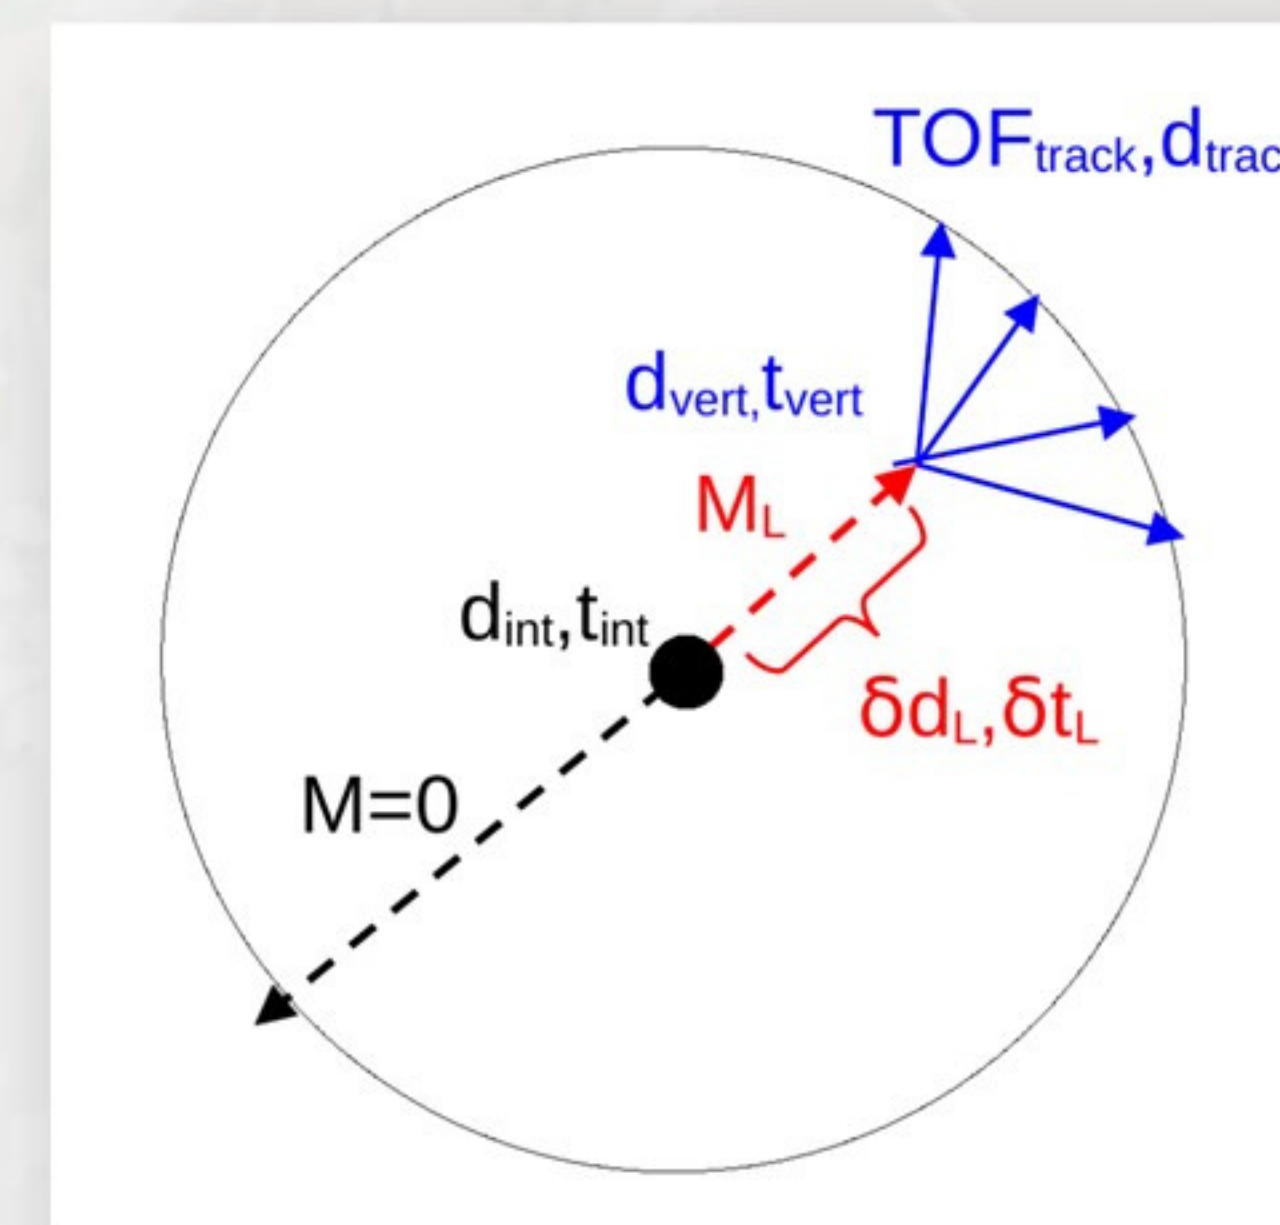 TOFtrack,dtrac
dvert,tvert
ML
dint,tint
δdL,δtL
M=0